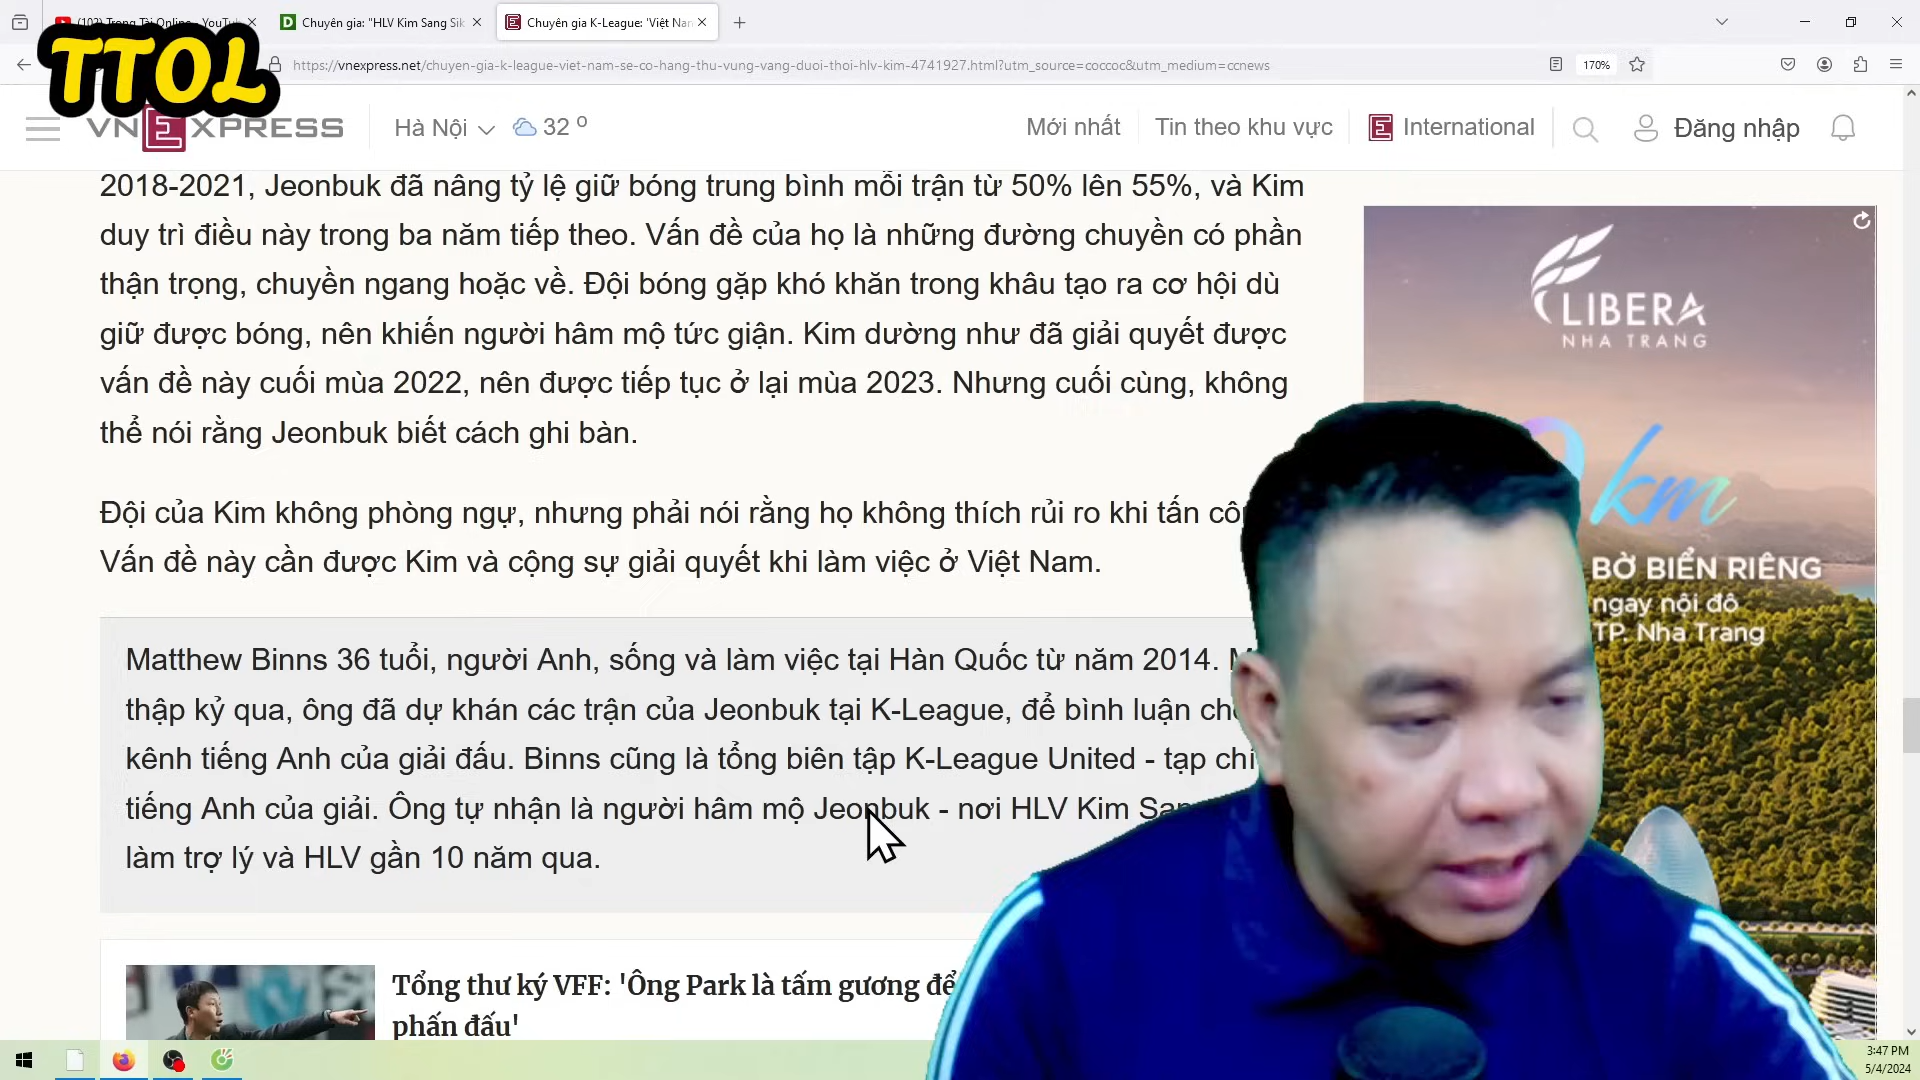 (102) Trọng Tài Online - YouTube
Chuyên gia: "HLV Kim Sang Sik
Chuyên gia K-League: 'Việt Nam
TTOL
https://vnexpress.net/chuyen-gia-k-league-viet-nam-se-co-hang-thu-vung-vang-duoi-thoi-hlv-kim-4741927.html?utm_source=coccoc&utm_medium=ccnews
170%
VNEXPRESS
Hà Nội
32 º
Mới nhất
Tin theo khu vực
E International
Đăng nhập
2018-2021, Jeonbuk đã nâng tỷ lệ giữ bóng trung bình mỗi trận từ 50% lên 55%, và Kim
duy trì điều này trong ba năm tiếp theo. Vấn đề của họ là những đường chuyền có phần
thận trọng, chuyền ngang hoặc về. Đội bóng gặp khó khăn trong khâu tạo ra cơ hội dù
giữ được bóng, nên khiến người hâm mộ tức giận. Kim dường như đã giải quyết được
vấn đề này cuối mùa 2022, nên được tiếp tục ở lại mùa 2023. Nhưng cuối cùng, không
thể nói rằng Jeonbuk biết cách ghi bàn.
Đội của Kim không phòng ngự, nhưng phải nói rằng họ không thích rủi ro khi tấn
Vấn đề này cần được Kim và cộng sự giải quyết khi làm việc ở Việt Nam.
Matthew Binns 36 tuổi, người Anh, sống và làm việc tại Hàn Quốc từ năm 2014.
thập kỷ qua, ông đã dự khán các trận của Jeonbuk tại K-League, để bình luận
kênh tiếng Anh của giải đấu. Binns cũng là tổng biên tập K-League United - tạp chí
tiếng Anh của giải. Ông tự nhận là người hâm mộ Jeonbuk - nơi HLV Kim
làm trợ lý và HLV gần 10 năm qua.
Tổng thư ký VFF: 'Ông Park là tấm gương để
phấn đấu'
LIBERA
NHA TRANG
km
BỜ BIỂN RIÊNG
ngay nội đô
TP. Nha Trang
3:47 PM
5/4/2024